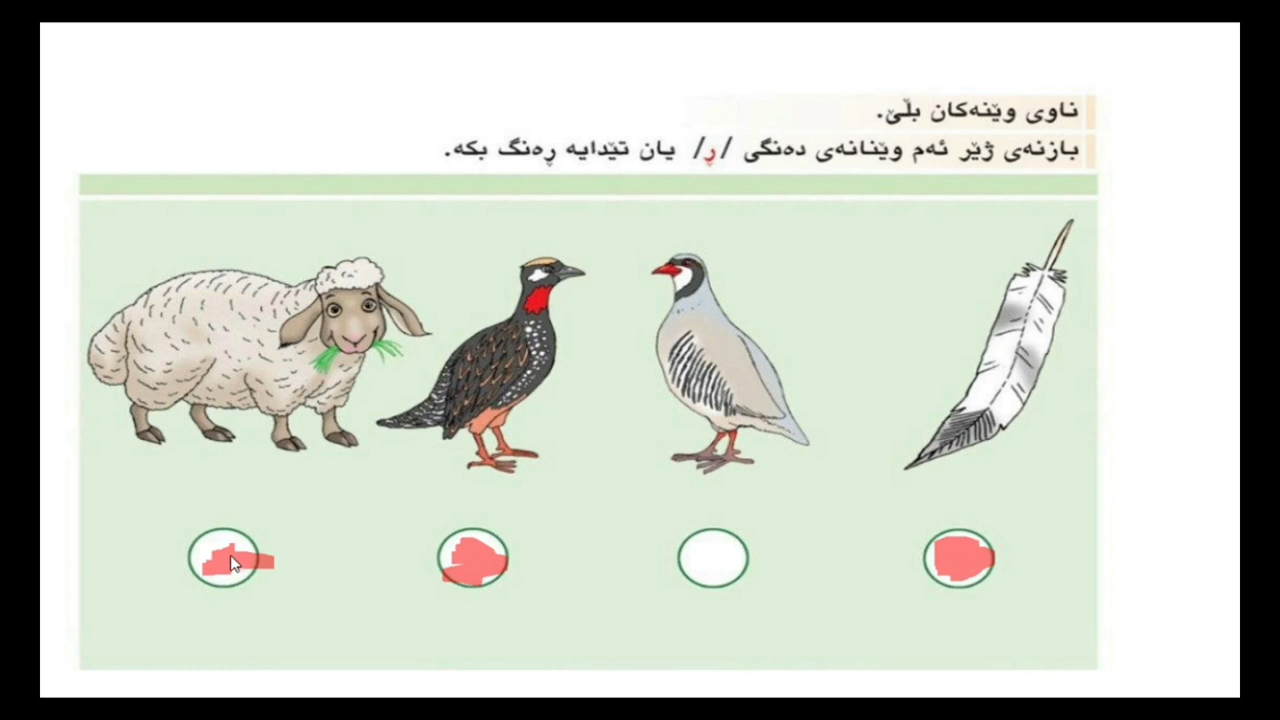 ناوی وێنەکان بڵێ.
بازنەی ژێر ئەم وێنانەی دەنگی /ڕ/ یان تێدایە ڕەنگ بکە.